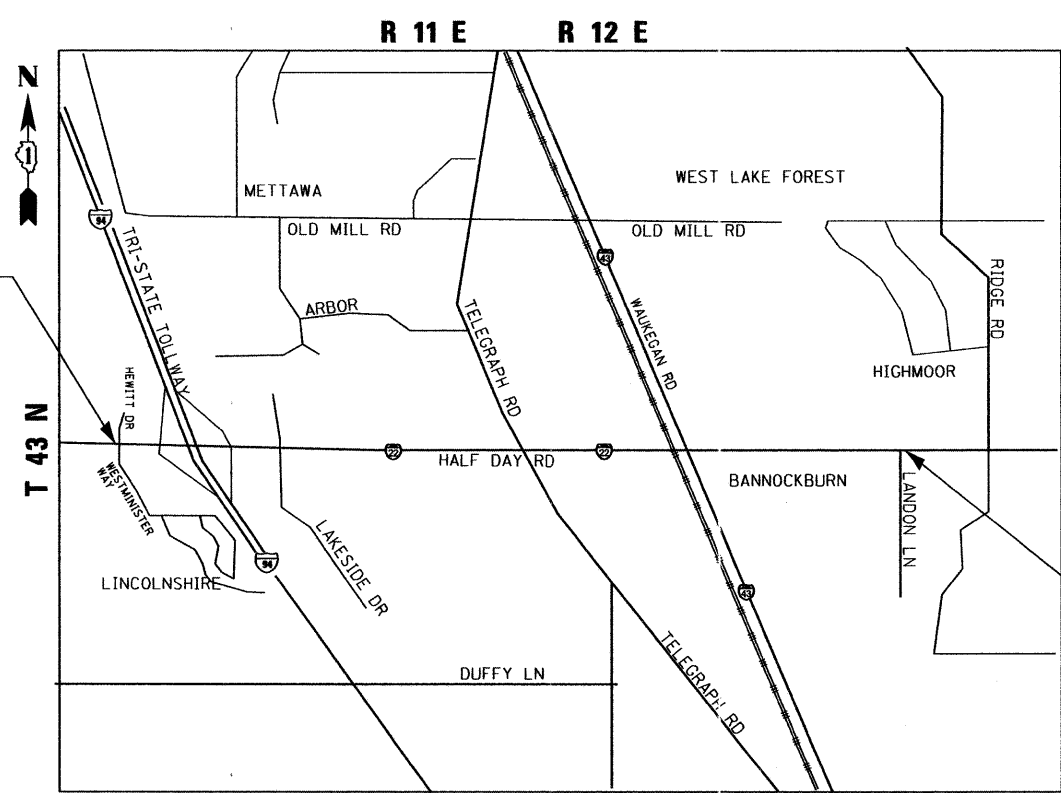 R 11 E
R 12 E
N
1
METTAWA
WEST LAKE FOREST
94
OLD MILL RD
OLD MILL RD
TRI-STATE TOLLWAY
43
RIDGE RD
ARBOR
TELEGRAPH RD
WAUKEGAN RD
HIGHMOOR
HEWITT DR
T 43 N
22
HALF DAY RD
22
BANNOCKBURN
WESTMINISTER
WAY
LANDON LN
LAKESIDE DR
94
LINCOLNSHIRE
43
TELEGRAPH RD
DUFFY LN